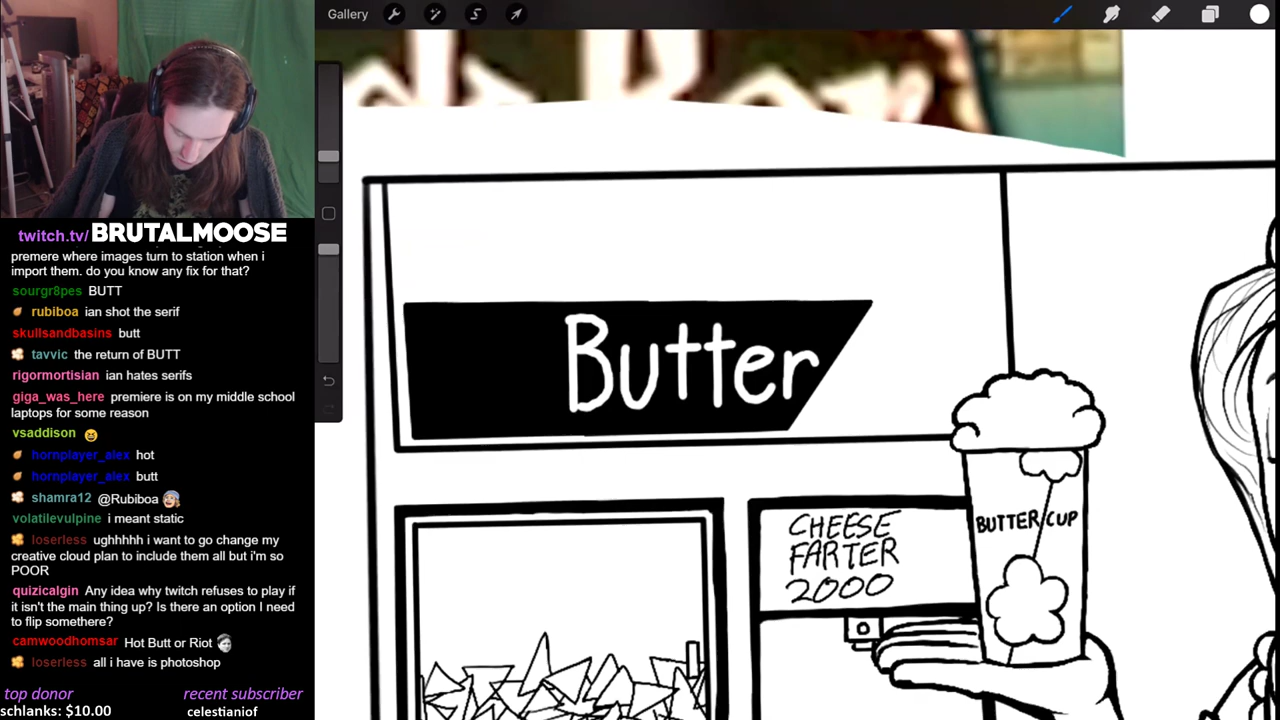 Gallery
twitch.tv/BRUTALMOOSE
premere where images turn to station when i
import them. do you know any fix for that?
sourgr8pes BUTT
rubiboa ian shot the serif
skullsandbasins butt
tavvic the return of BUTT
rigormortisian ian hates serifs
giga_was_here premiere is on my middle school
laptops for some reason
vsaddison
hornplayer_alex hot
hornplayer_alex butt
shamra12 @Rubiboa
volatilevulpine i meant static
loserless ughhhhh i want to go change my
creative cloud plan to include them all but i'm so
POOR
quizicalgin Any idea why twitch refuses to play if
it isn't the main thing up? Is there an option I need
to flip somethere?
camwoodhomsar Hot Butt or Riot
loserless all i have is photoshop
top donor
schlanks: $10.00
recent subscriber
celestianiof
Butter
CHEESE
FARTER
2000
BUTTER CUP